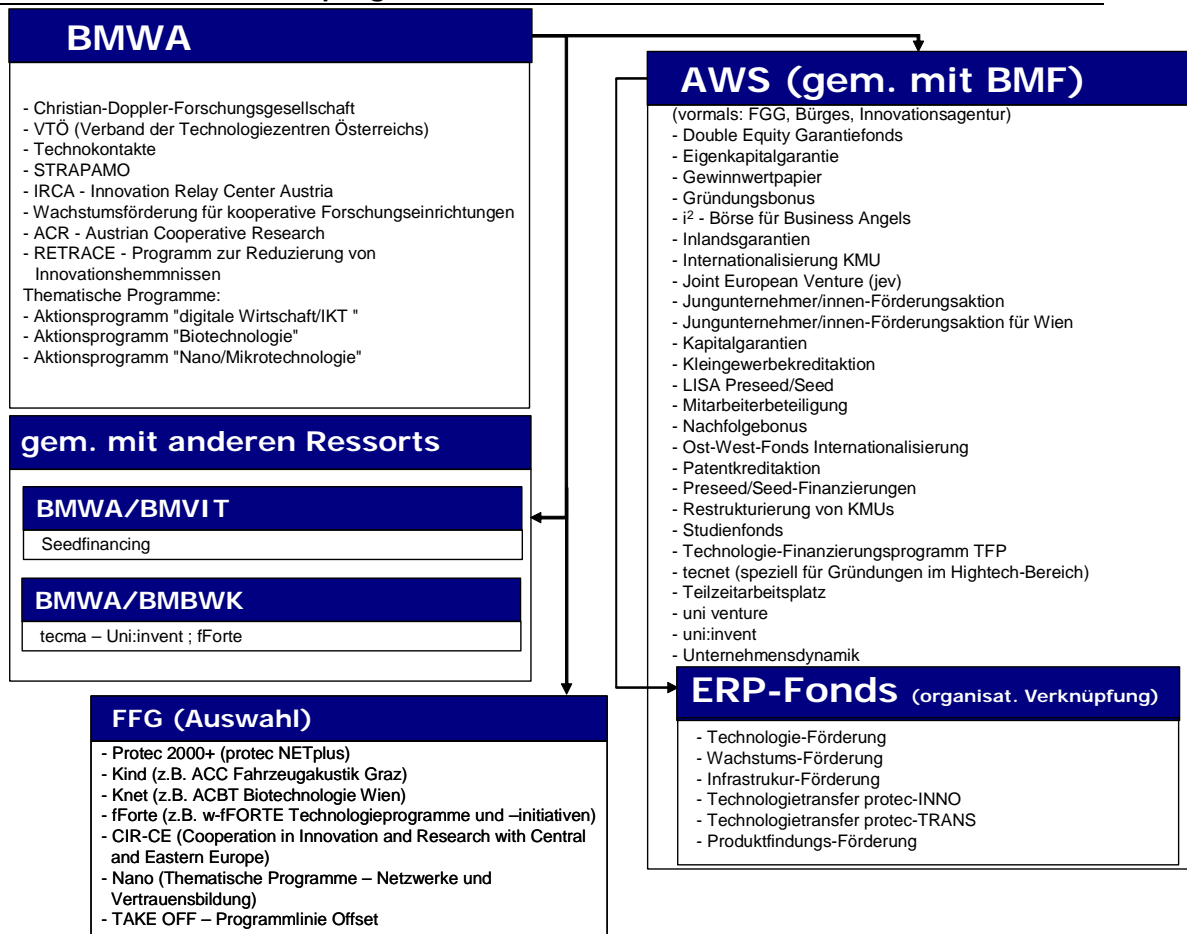 BMWA
- Christian-Doppler-Forschungsgesellschaft
- VTÖ (Verband der Technologiezentren Österreichs)
- Technokontakte
- STRAPAMO
- IRCA - Innovation Relay Center Austria
- Wachstumsförderung für kooperative Forschungseinrichtungen
- ACR - Austrian Cooperative Research
- RETRACE - Programm zur Reduzierung von
Innovationshemmnissen
Thematische Programme:
- Aktionsprogramm "digitale Wirtschaft/IKT "
- Aktionsprogramm "Biotechnologie"
- Aktionsprogramm "Nano/Mikrotechnologie"
gem. mit anderen Ressorts
BMWA/BMVIT
Seedfinancing
BMWA/BMBWK
tecma – Uni:invent ; fForte
FFG (Auswahl)
- Protec 2000+ (protec NETplus)
- Kind (z.B. ACC Fahrzeugakustik Graz)
- Knet (z.B. ACBT Biotechnologie Wien)
- fForte (z.B. w-fFORTE Technologieprogramme und –initiativen)
- CIR-CE (Cooperation in Innovation and Research with Central
and Eastern Europe)
- Nano (Thematische Programme – Netzwerke und
Vertrauensbildung)
- TAKE OFF – Programmlinie Offset
AWS (gem. mit BMF)
(vormals: FGG, Bürges, Innovationsagentur)
- Double Equity Garantiefonds
- Eigenkapitalgarantie
- Gewinnwertpapier
- Gründungsbonus
- i² - Börse für Business Angels
- Inlandsgarantien
- Internationalisierung KMU
- Joint European Venture (jev)
- Jungunternehmer/innen-Förderungsaktion
- Jungunternehmer/innen-Förderungsaktion für Wien
- Kapitalgarantien
- Kleingewerbekreditaktion
- LISA Preseed/Seed
- Mitarbeiterbeteiligung
- Nachfolgebonus
- Ost-West-Fonds Internationalisierung
- Patentkreditaktion
- Preseed/Seed-Finanzierungen
- Restrukturierung von KMUs
- Studienfonds
- Technologie-Finanzierungsprogramm TFP
- tecnet (speziell für Gründungen im Hightech-Bereich)
- Teilzeitarbeitsplatz
- uni venture
- uni:invent
- Unternehmensdynamik
ERP-Fonds (organisat. Verknüpfung)
- Technologie-Förderung
- Wachstums-Förderung
- Infrastrukur-Förderung
- Technologietransfer protec-INNO
- Technologietransfer protec-TRANS
- Produktfindungs-Förderung